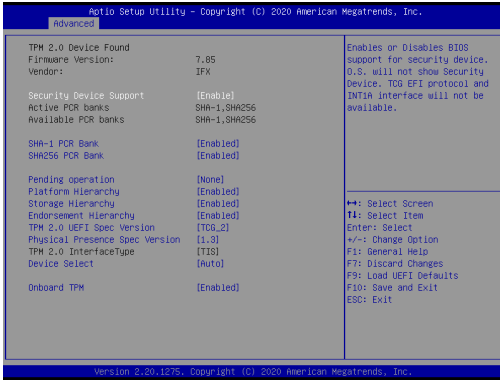 Aptio Setup Utility - Copyright (C) 2020 American Megatrends, Inc.
Advanced
TPM 2.0 Device Found
Firmware Version: 7.85
Vendor: IFX
Security Device Support [Enable]
Active PCR banks SHA-1,SHA256
Available PCR banks SHA-1,SHA256
SHA-1 PCR Bank [Enabled]
SHA256 PCR Bank [Enabled]
Pending operation [None]
Platform Hierarchy [Enabled]
Storage Hierarchy [Enabled]
Endorsement Hierarchy [Enabled]
TPM 2.0 UEFI Spec Version [TCG_2]
Physical Presence Spec Version [1.3]
TPM 2.0 InterfaceType [TIS]
Device Select [Auto]
Onboard TPM [Enabled]
Enables or Disables BIOS
support for security device.
O.S. will not show Security
Device. TCG EFI protocol and
INT1A interface will not be
available.
↔: Select Screen
↑↓: Select Item
Enter: Select
+/-: Change Option
F1: General Help
F7: Discard Changes
F9: Load UEFI Defaults
F10: Save and Exit
ESC: Exit
Version 2.20.1275. Copyright (C) 2020 American Megatrends, Inc.